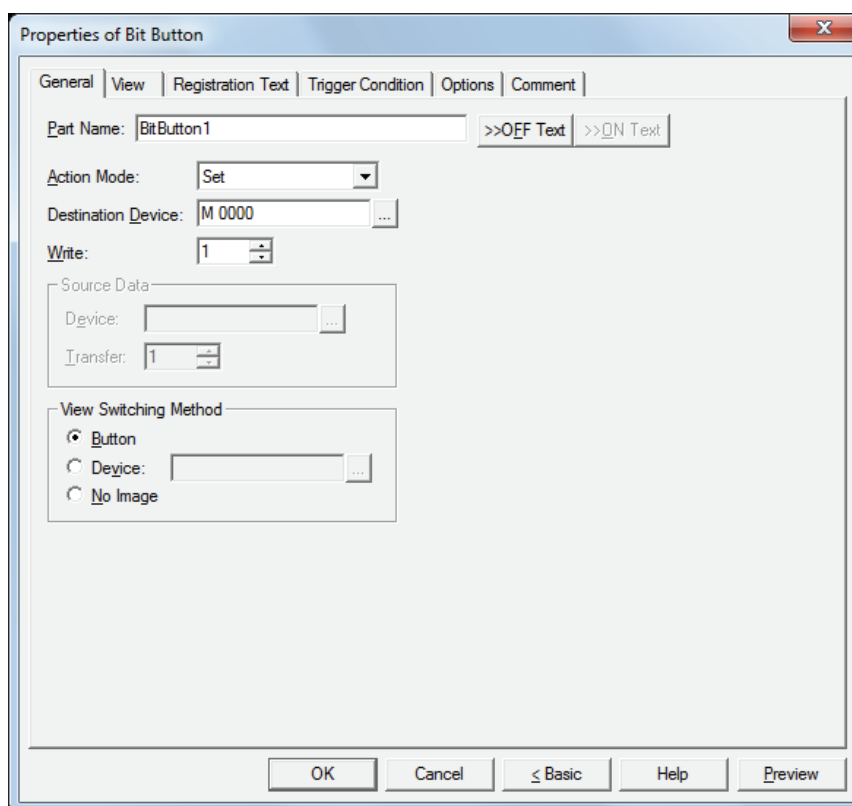 Properties of Bit Button
General View Registration Text Trigger Condition Options Comment
Part Name: BitButton1 >>OFF Text >>ON Text
Action Mode: Set
Destination Device: M 0000 ...
Write: 1
Source Data
Device: ...
Transfer: 1
View Switching Method
Button
Device: ...
No Image
OK Cancel < Basic Help Preview